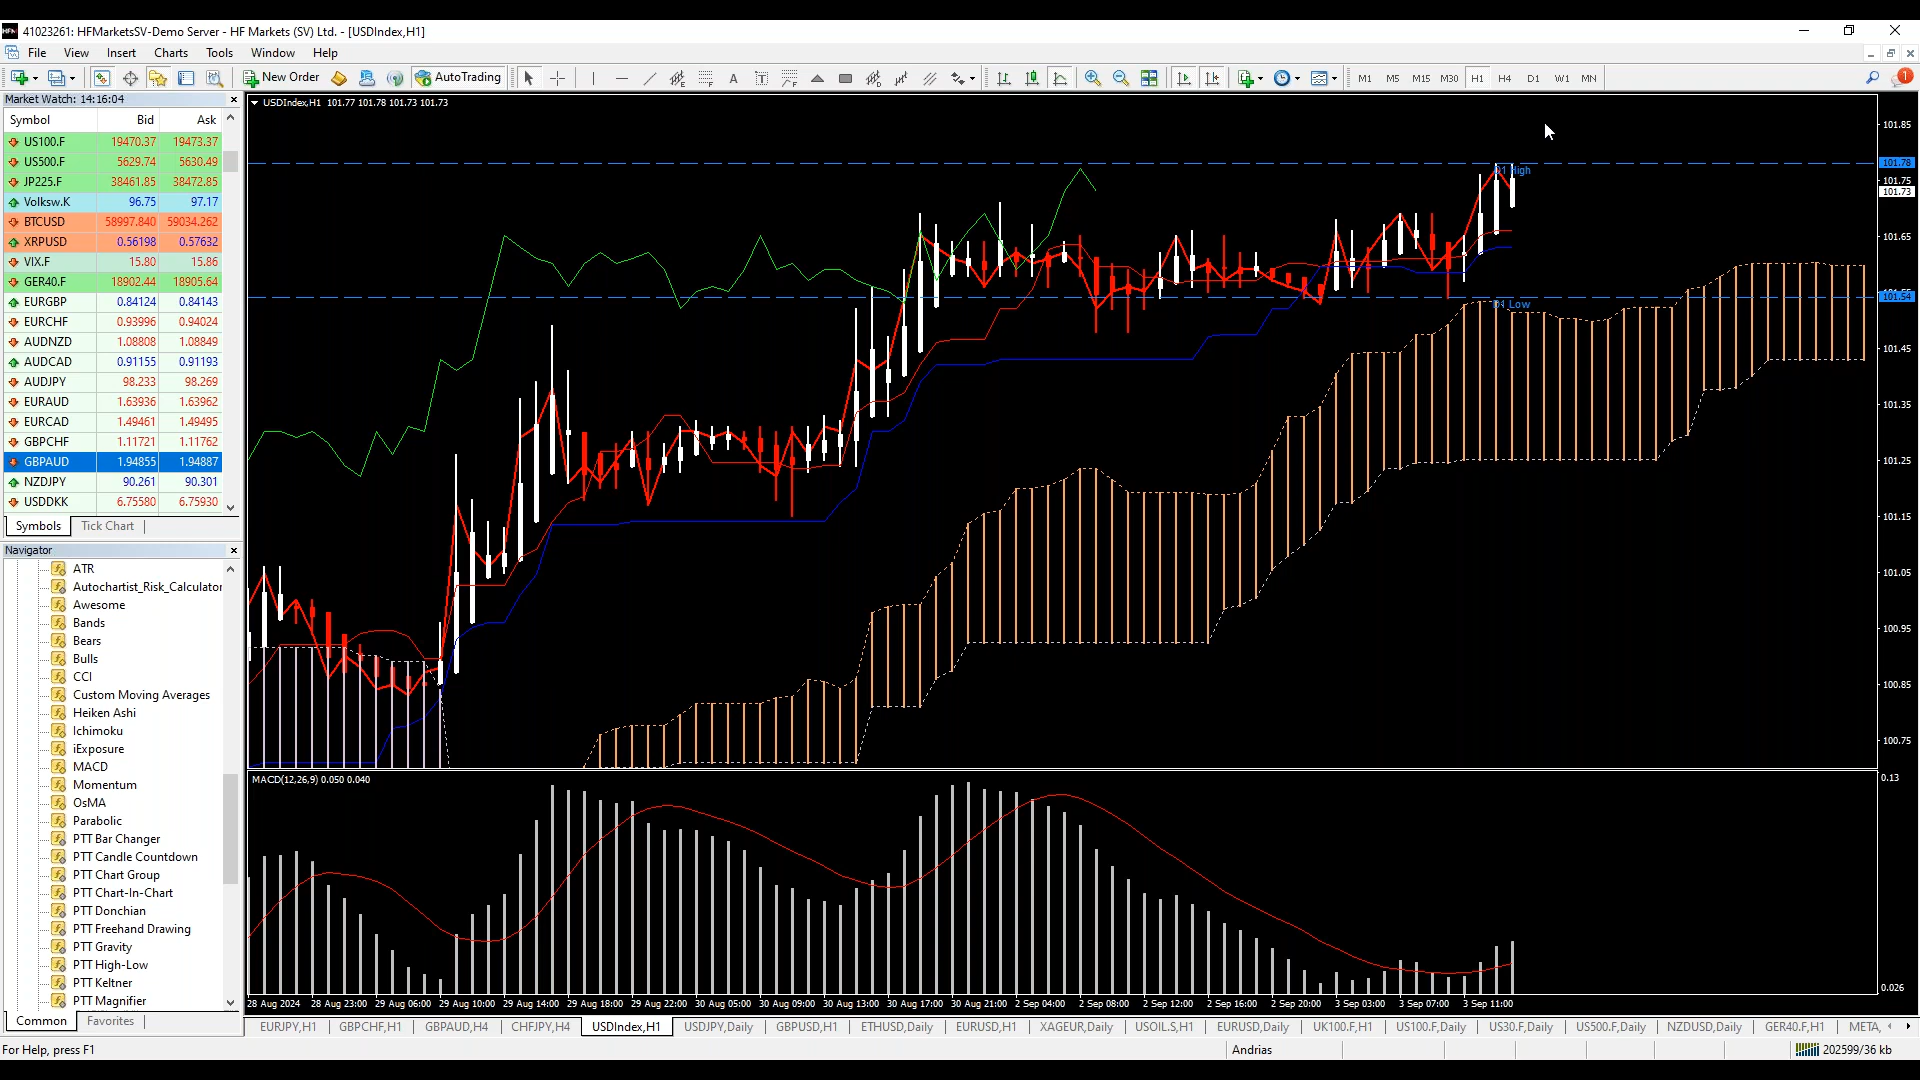 41023261: HFMarketsSV-Demo Server - HF Markets (SV) Ltd. - [USDIndex,H1]
File View Insert Charts Tools Window Help
New Order AutoTrading M1 M5 M15 M30 H1 H4 D1 W1 MN 1
Market Watch: 14:16:04
Symbol Bid Ask
US100.F 19470.37 19473.37
US500.F 5629.74 5630.49
JP225.F 38461.85 38472.85
Volksw.K 96.75 97.17
BTCUSD 58997.840 59034.262
XRPUSD 0.56198 0.57632
VIX.F 15.80 15.86
GER40.F 18902.44 18905.64
EURGBP 0.84124 0.84143
EURCHF 0.93996 0.94024
AUDNZD 1.08808 1.08849
AUDCAD 0.91155 0.91193
AUDJPY 98.233 98.269
EURAUD 1.63936 1.63962
EURCAD 1.49461 1.49495
GBPCHF 1.11721 1.11762
GBPAUD 1.94855 1.94887
NZDJPY 90.261 90.301
USDDKK 6.75580 6.75930
Symbols Tick Chart
Navigator
ATR
Autochartist_Risk_Calculator
Awesome
Bands
Bears
Bulls
CCI
Custom Moving Averages
Heiken Ashi
Ichimoku
iExposure
MACD
Momentum
OsMA
Parabolic
PTT Bar Changer
PTT Candle Countdown
PTT Chart Group
PTT Chart-In-Chart
PTT Donchian
PTT Freehand Drawing
PTT Gravity
PTT High-Low
PTT Keltner
PTT Magnifier
Common Favorites
USDIndex,H1 101.77 101.78 101.73 101.73
D1 High
D1 Low
101.85
101.78
101.75
101.73
101.65
101.54
101.45
101.35
101.25
101.15
101.05
100.95
100.85
100.75
MACD(12,26,9) 0.050 0.040
0.13
0.026
28 Aug 2024 28 Aug 23:00 29 Aug 06:00 29 Aug 10:00 29 Aug 14:00 29 Aug 18:00 29 Aug 22:00 30 Aug 05:00 30 Aug 09:00 30 Aug 13:00 30 Aug 17:00 30 Aug 21:00 2 Sep 04:00 2 Sep 08:00 2 Sep 12:00 2 Sep 16:00 2 Sep 20:00 3 Sep 03:00 3 Sep 07:00 3 Sep 11:00
EURJPY,H1 GBPCHF,H1 GBPAUD,H4 CHFJPY,H4 USDIndex,H1 USDJPY,Daily GBPUSD,H1 ETHUSD,Daily EURUSD,H1 XAGEUR,Daily USOIL.S,H1 EURUSD,Daily UK100.F,H1 US100.F,Daily US30.F,Daily US500.F,Daily NZDUSD,Daily GER40.F,H1 META,
For Help, press F1 Andrias 202599/36 kb